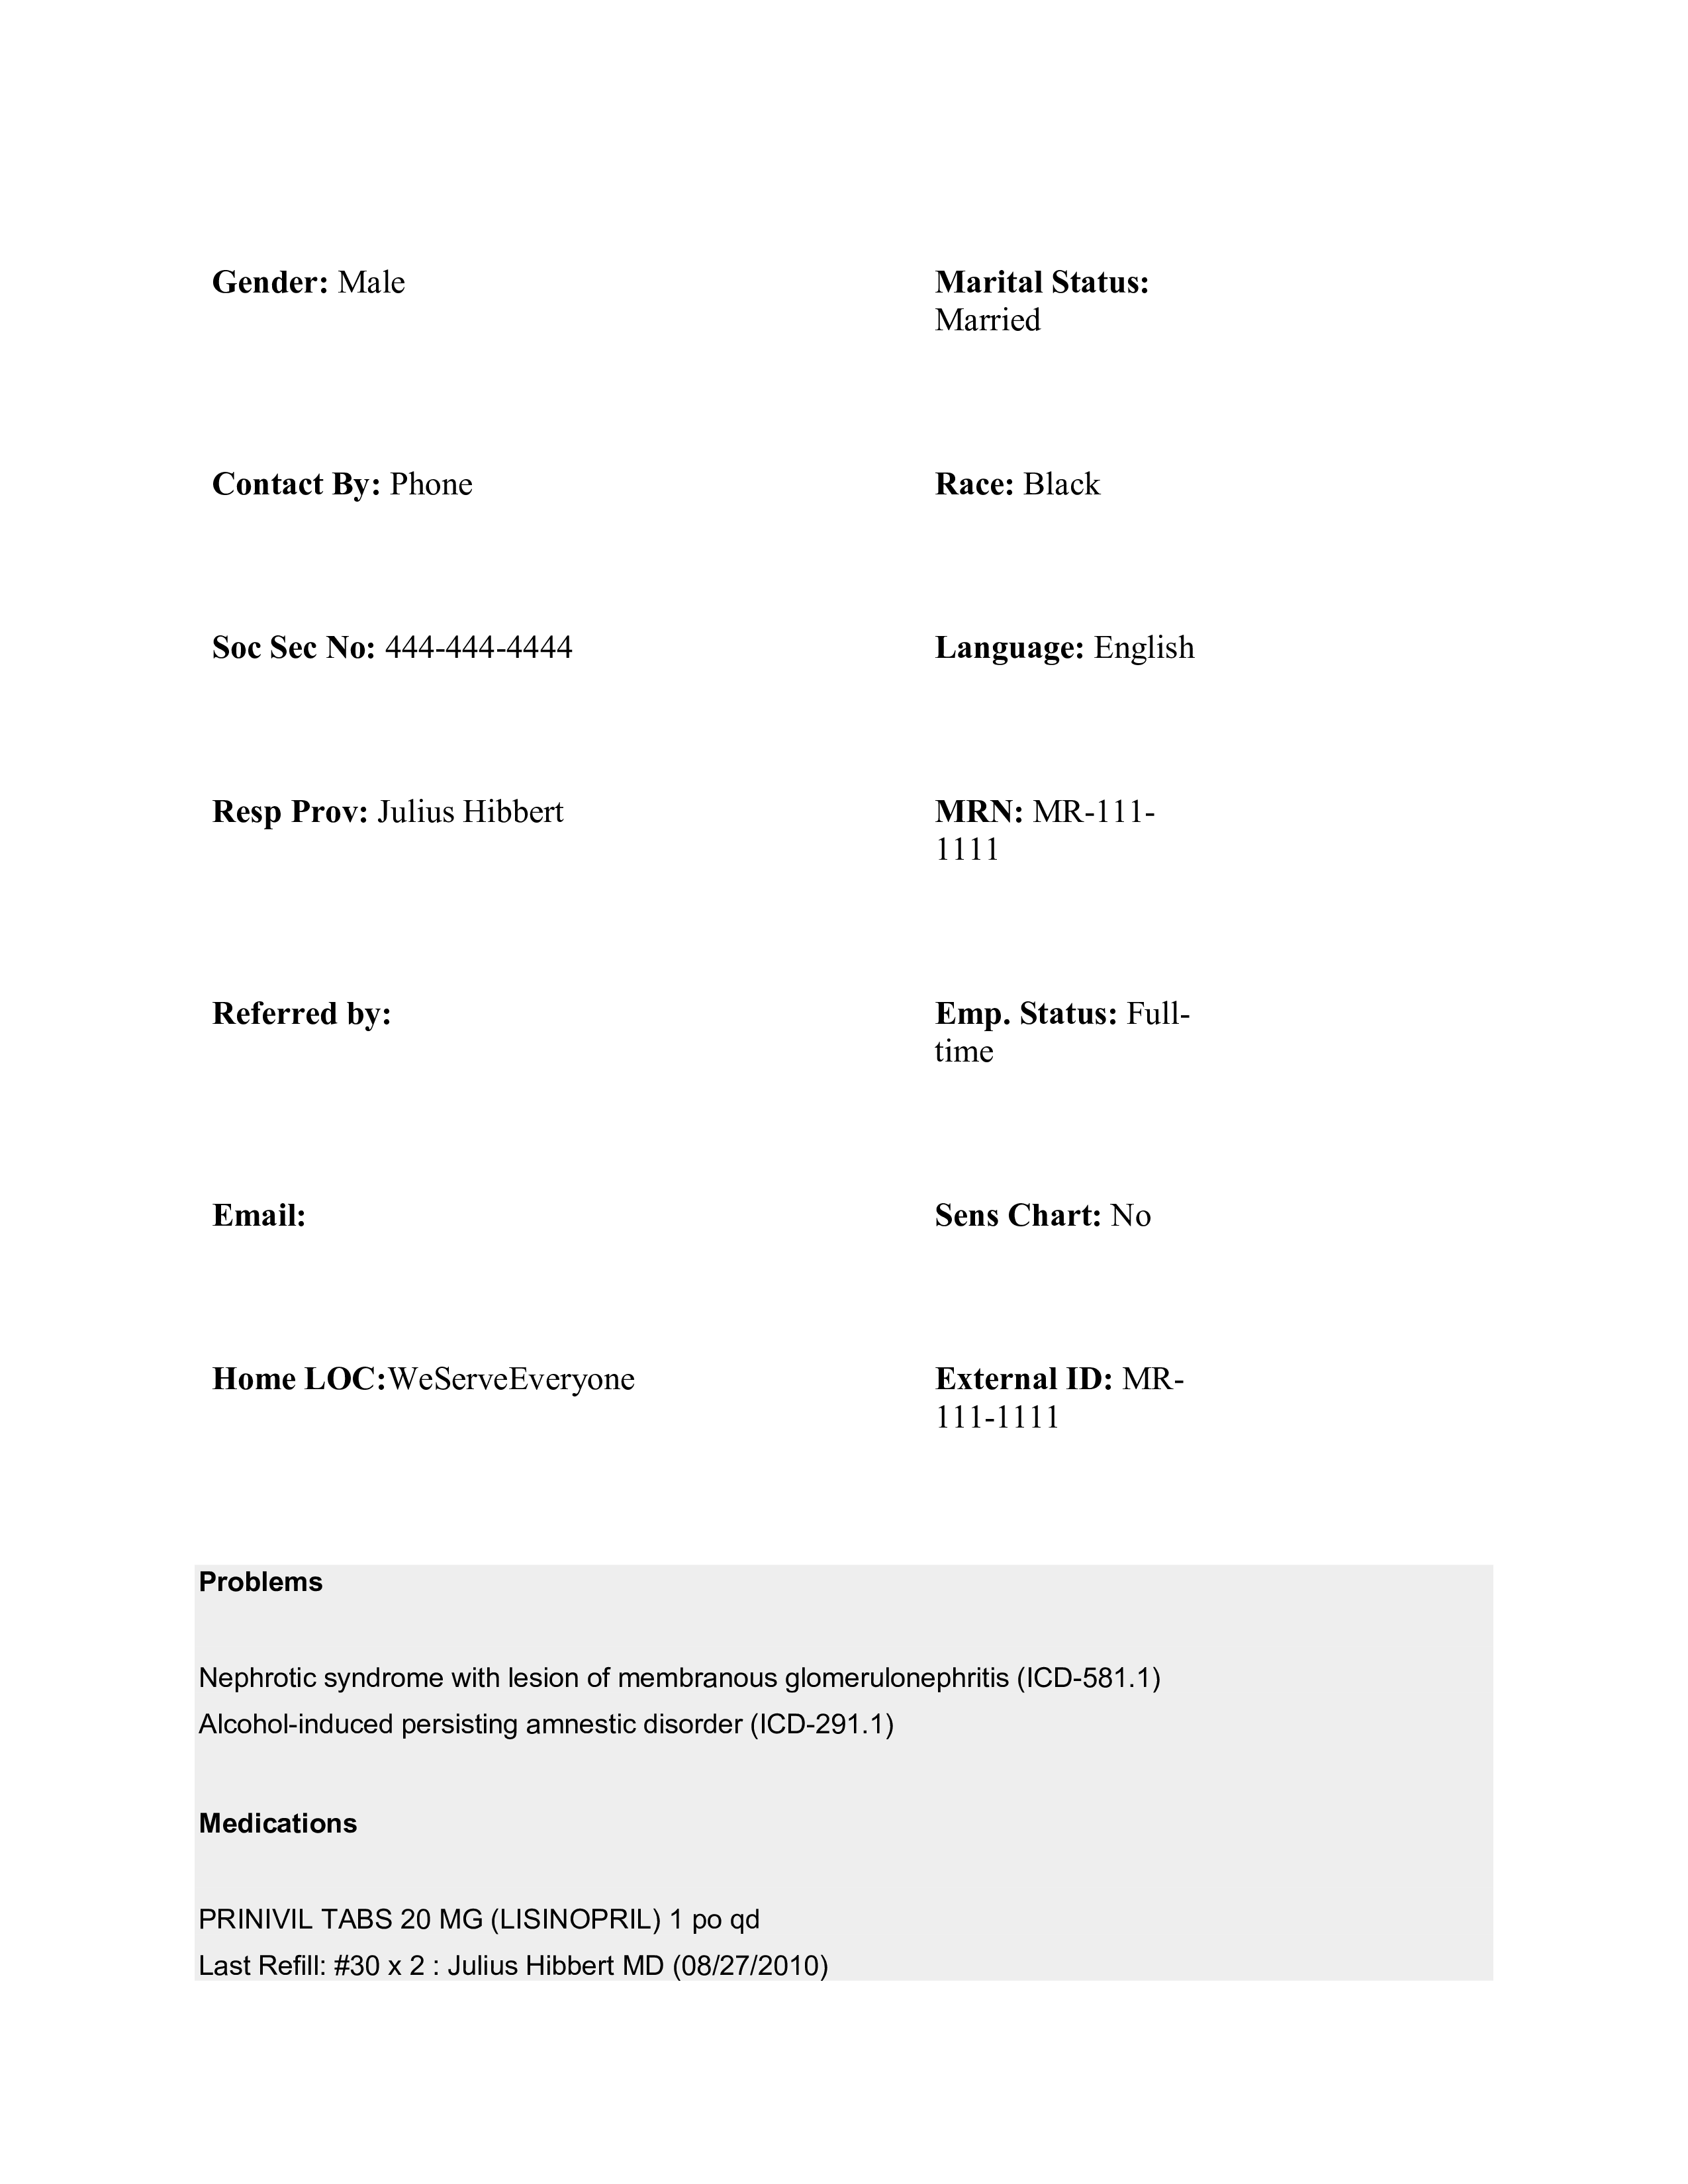 Gender: Male
Marital Status:
Married
Contact By: Phone
Race: Black
Soc Sec No: 444-444-4444
Language: English
Resp Prov: Julius Hibbert
MRN: MR-111-
1111
Referred by:
Emp. Status: Full-
time
Email:
Sens Chart: No
Home LOC:WeServeEveryone
External ID: MR-
111-1111
Problems
Nephrotic syndrome with lesion of membranous glomerulonephritis (ICD-581.1)
Alcohol-induced persisting amnestic disorder (ICD-291.1)
Medications
PRINIVIL TABS 20 MG (LISINOPRIL) 1 po qd
Last Refill: #30 x 2 : Julius Hibbert MD (08/27/2010)